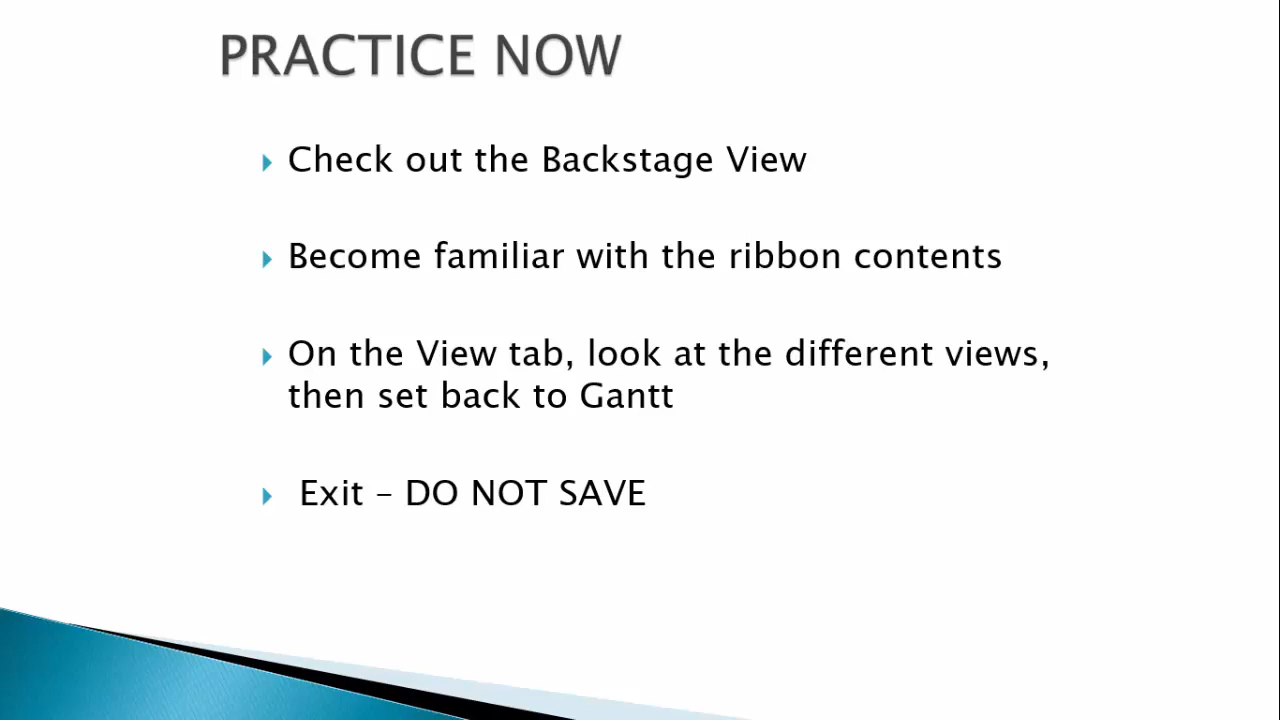 PRACTICE NOW
Check out the Backstage View
Become familiar with the ribbon contents
On the View tab, look at the different views,
then set back to Gantt
Exit – DO NOT SAVE